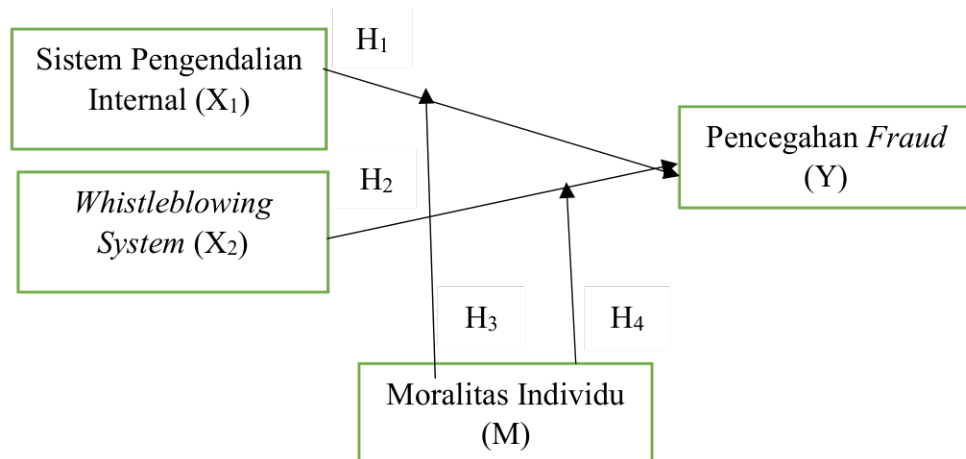 Sistem Pengendalian
Internal (X₁)
H₁
Whistleblowing
System (X₂)
H₂
Pencegahan Fraud
(Y)
H₃
H₄
Moralitas Individu
(M)